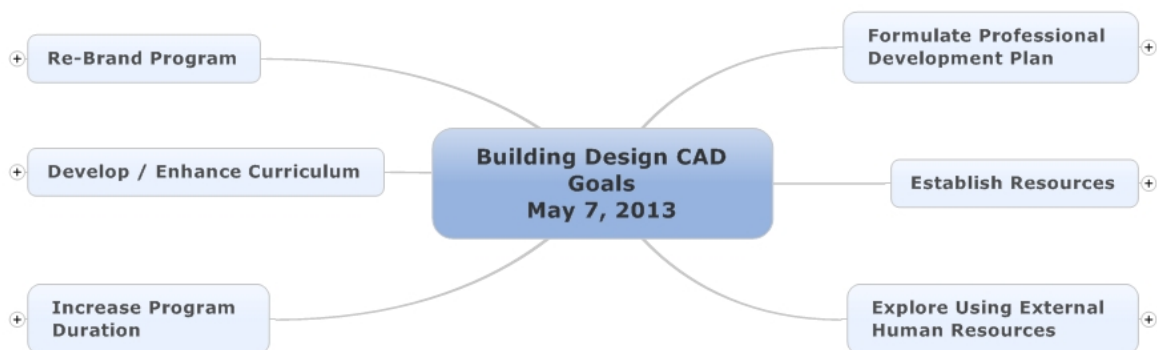 Re-Brand Program
Develop / Enhance Curriculum
Increase Program
Duration
Building Design CAD
Goals
May 7, 2013
Formulate Professional
Development Plan
Establish Resources
Explore Using External
Human Resources